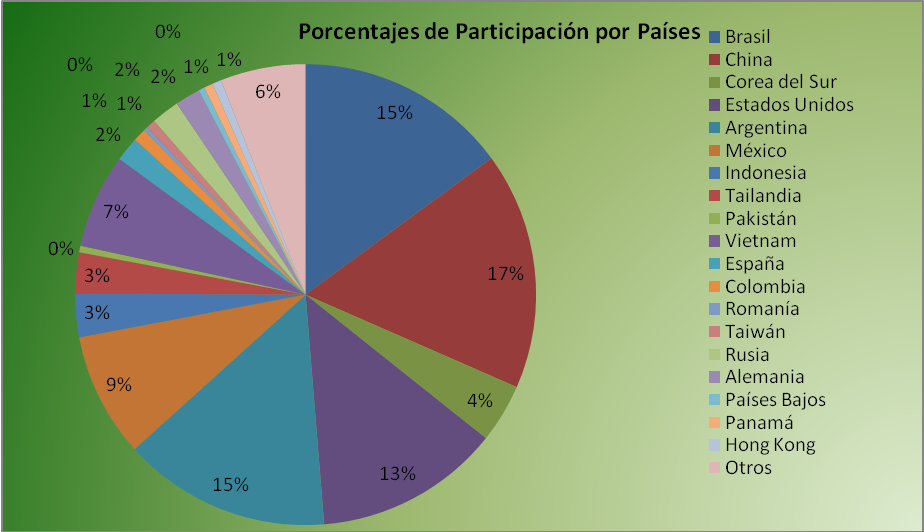 Porcentajes de Participación por Países
15%
17%
4%
13%
15%
9%
3%
3%
0%
7%
2%
1%
0%
1%
2%
2%
0%
1%
1%
6%
Brasil
China
Corea del Sur
Estados Unidos
Argentina
México
Indonesia
Tailandia
Pakistán
Vietnam
España
Colombia
Romanía
Taiwán
Rusia
Alemania
Países Bajos
Panamá
Hong Kong
Otros